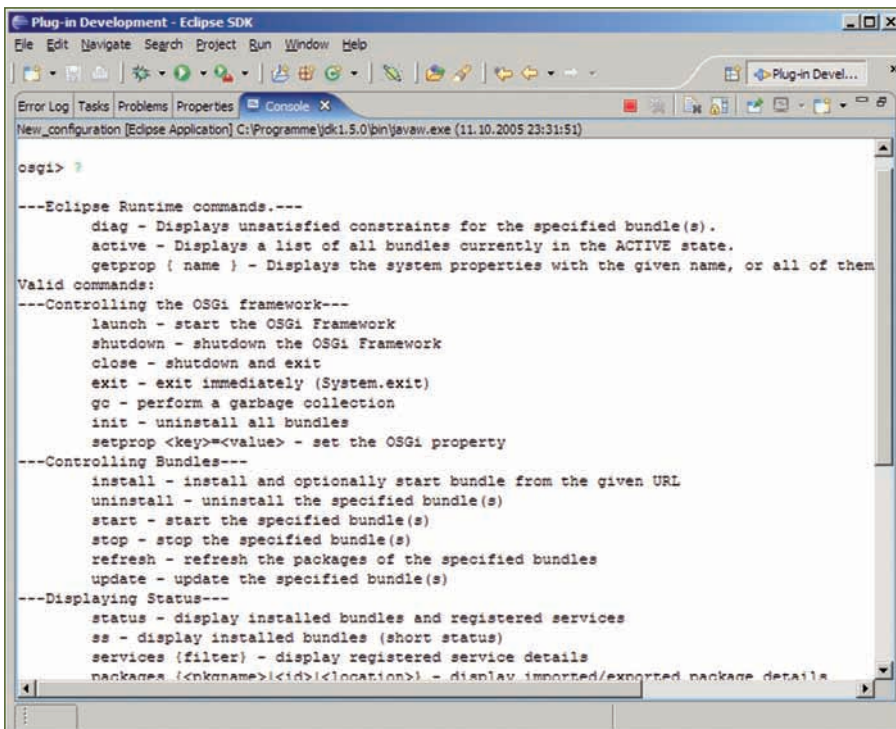 Plug-in Development - Eclipse SDK
File Edit Navigate Search Project Run Window Help
Plug-in Devel...
Error Log Tasks Problems Properties Console
New_configuration [Eclipse Application] C:\Programme\jdk1.5.0\bin\javaw.exe (11.10.2005 23:31:51)
osgi> ?
---Eclipse Runtime commands.---
diag - Displays unsatisfied constraints for the specified bundle(s).
active - Displays a list of all bundles currently in the ACTIVE state.
getprop { name } - Displays the system properties with the given name, or all of them
Valid commands:
---Controlling the OSGi framework---
launch - start the OSGi Framework
shutdown - shutdown the OSGi Framework
close - shutdown and exit
exit - exit immediately (System.exit)
gc - perform a garbage collection
init - uninstall all bundles
setprop <key>=<value> - set the OSGi property
---Controlling Bundles---
install - install and optionally start bundle from the given URL
uninstall - uninstall the specified bundle(s)
start - start the specified bundle(s)
stop - stop the specified bundle(s)
refresh - refresh the packages of the specified bundles
update - update the specified bundle(s)
---Displaying Status---
status - display installed bundles and registered services
ss - display installed bundles (short status)
services {filter} - display registered service details
packages {<pkgname>|<id>|<location>} - display imported/exported package details